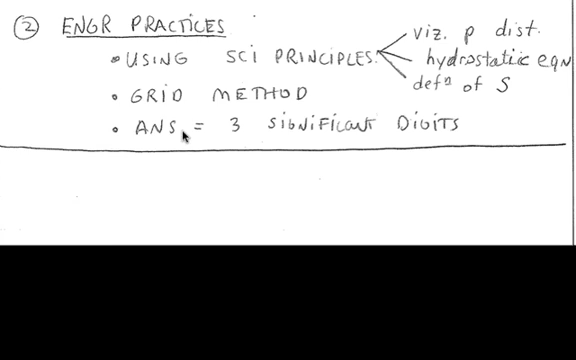 ② ENGR PRACTICES
• USING SCI PRINCIPLES
viz. p dist.
hydrostatic eqn
defn of S
• GRID METHOD
• ANS = 3 SIGNIFICANT DIGITS